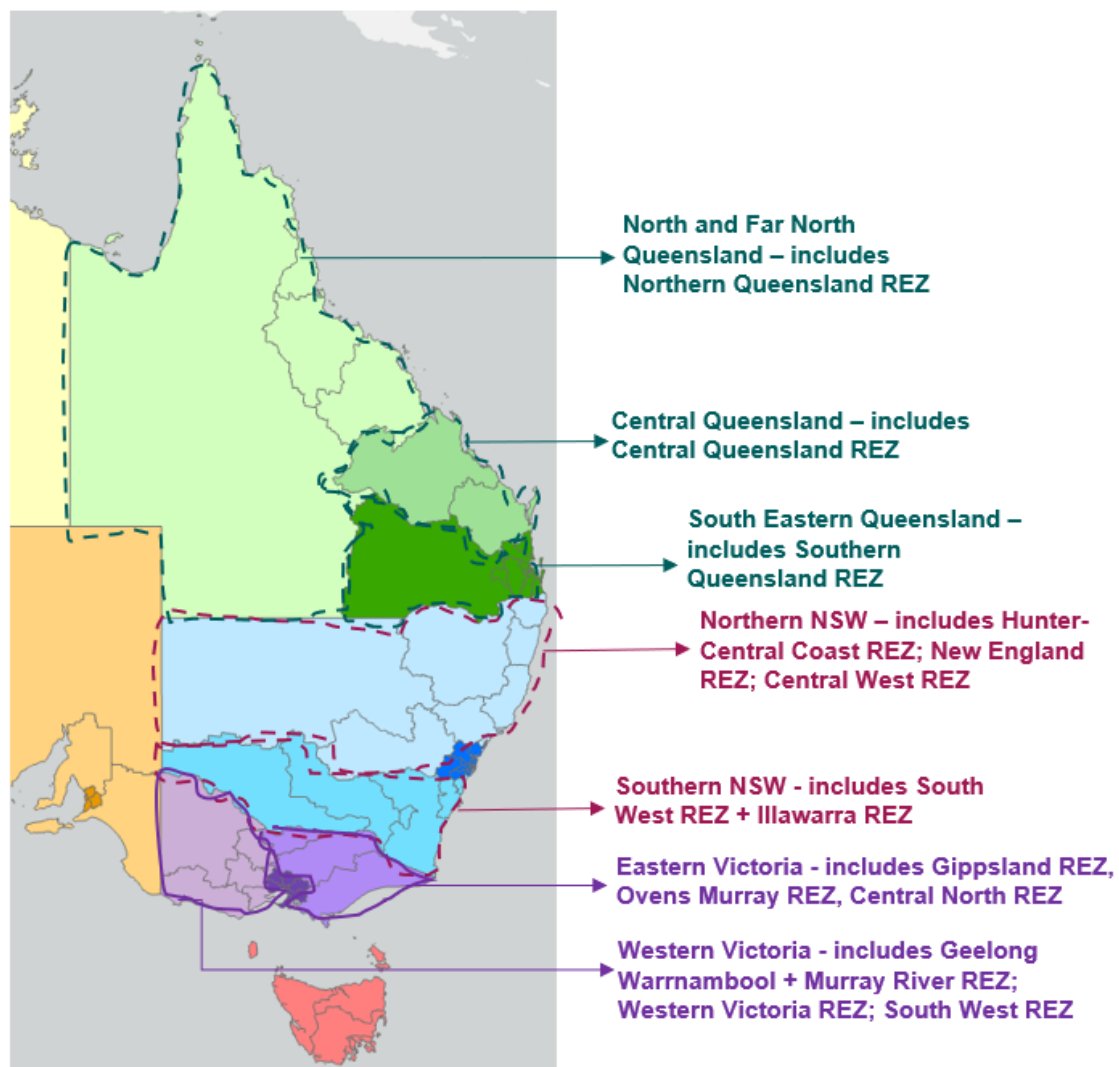 North and Far North
Queensland – includes
Northern Queensland REZ
Central Queensland – includes
Central Queensland REZ
South Eastern Queensland –
includes Southern
Queensland REZ
Northern NSW – includes Hunter-
Central Coast REZ; New England
REZ; Central West REZ
Southern NSW - includes South
West REZ + Illawarra REZ
Eastern Victoria - includes Gippsland REZ,
Ovens Murray REZ, Central North REZ
Western Victoria - includes Geelong
Warrnambool + Murray River REZ;
Western Victoria REZ; South West REZ